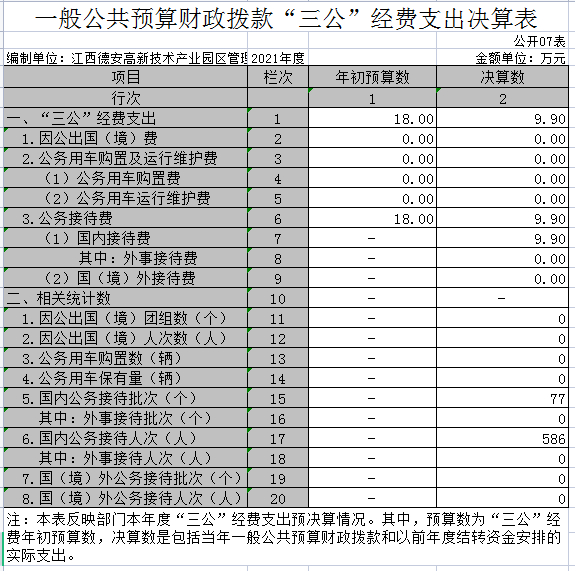 一般公共预算财政拨款“三公”经费支出决算表
公开07表
编制单位：江西德安高新技术产业园区管理 2021年度 金额单位：万元
项目 栏次 年初预算数 决算数
行次 1 2
一、“三公”经费支出 1 18.00 9.90
1.因公出国（境）费 2 0.00 0.00
2.公务用车购置及运行维护费 3 0.00 0.00
（1）公务用车购置费 4 0.00 0.00
（2）公务用车运行维护费 5 0.00 0.00
3.公务接待费 6 18.00 9.90
（1）国内接待费 7 － 9.90
其中：外事接待费 8 － 0.00
（2）国（境）外接待费 9 － 0.00
二、相关统计数 10 － －
1.因公出国（境）团组数（个） 11 － 0
2.因公出国（境）人次数（人） 12 － 0
3.公务用车购置数（辆） 13 － 0
4.公务用车保有量（辆） 14 － 0
5.国内公务接待批次（个） 15 － 77
其中：外事接待批次（个） 16 － 0
6.国内公务接待人次（人） 17 － 586
其中：外事接待人次（人） 18 － 0
7.国（境）外公务接待批次（个） 19 － 0
8.国（境）外公务接待人次（人） 20 － 0
注：本表反映部门本年度“三公”经费支出预决算情况。其中，预算数为“三公”经
费年初预算数，决算数是包括当年一般公共预算财政拨款和以前年度结转资金安排的
实际支出。